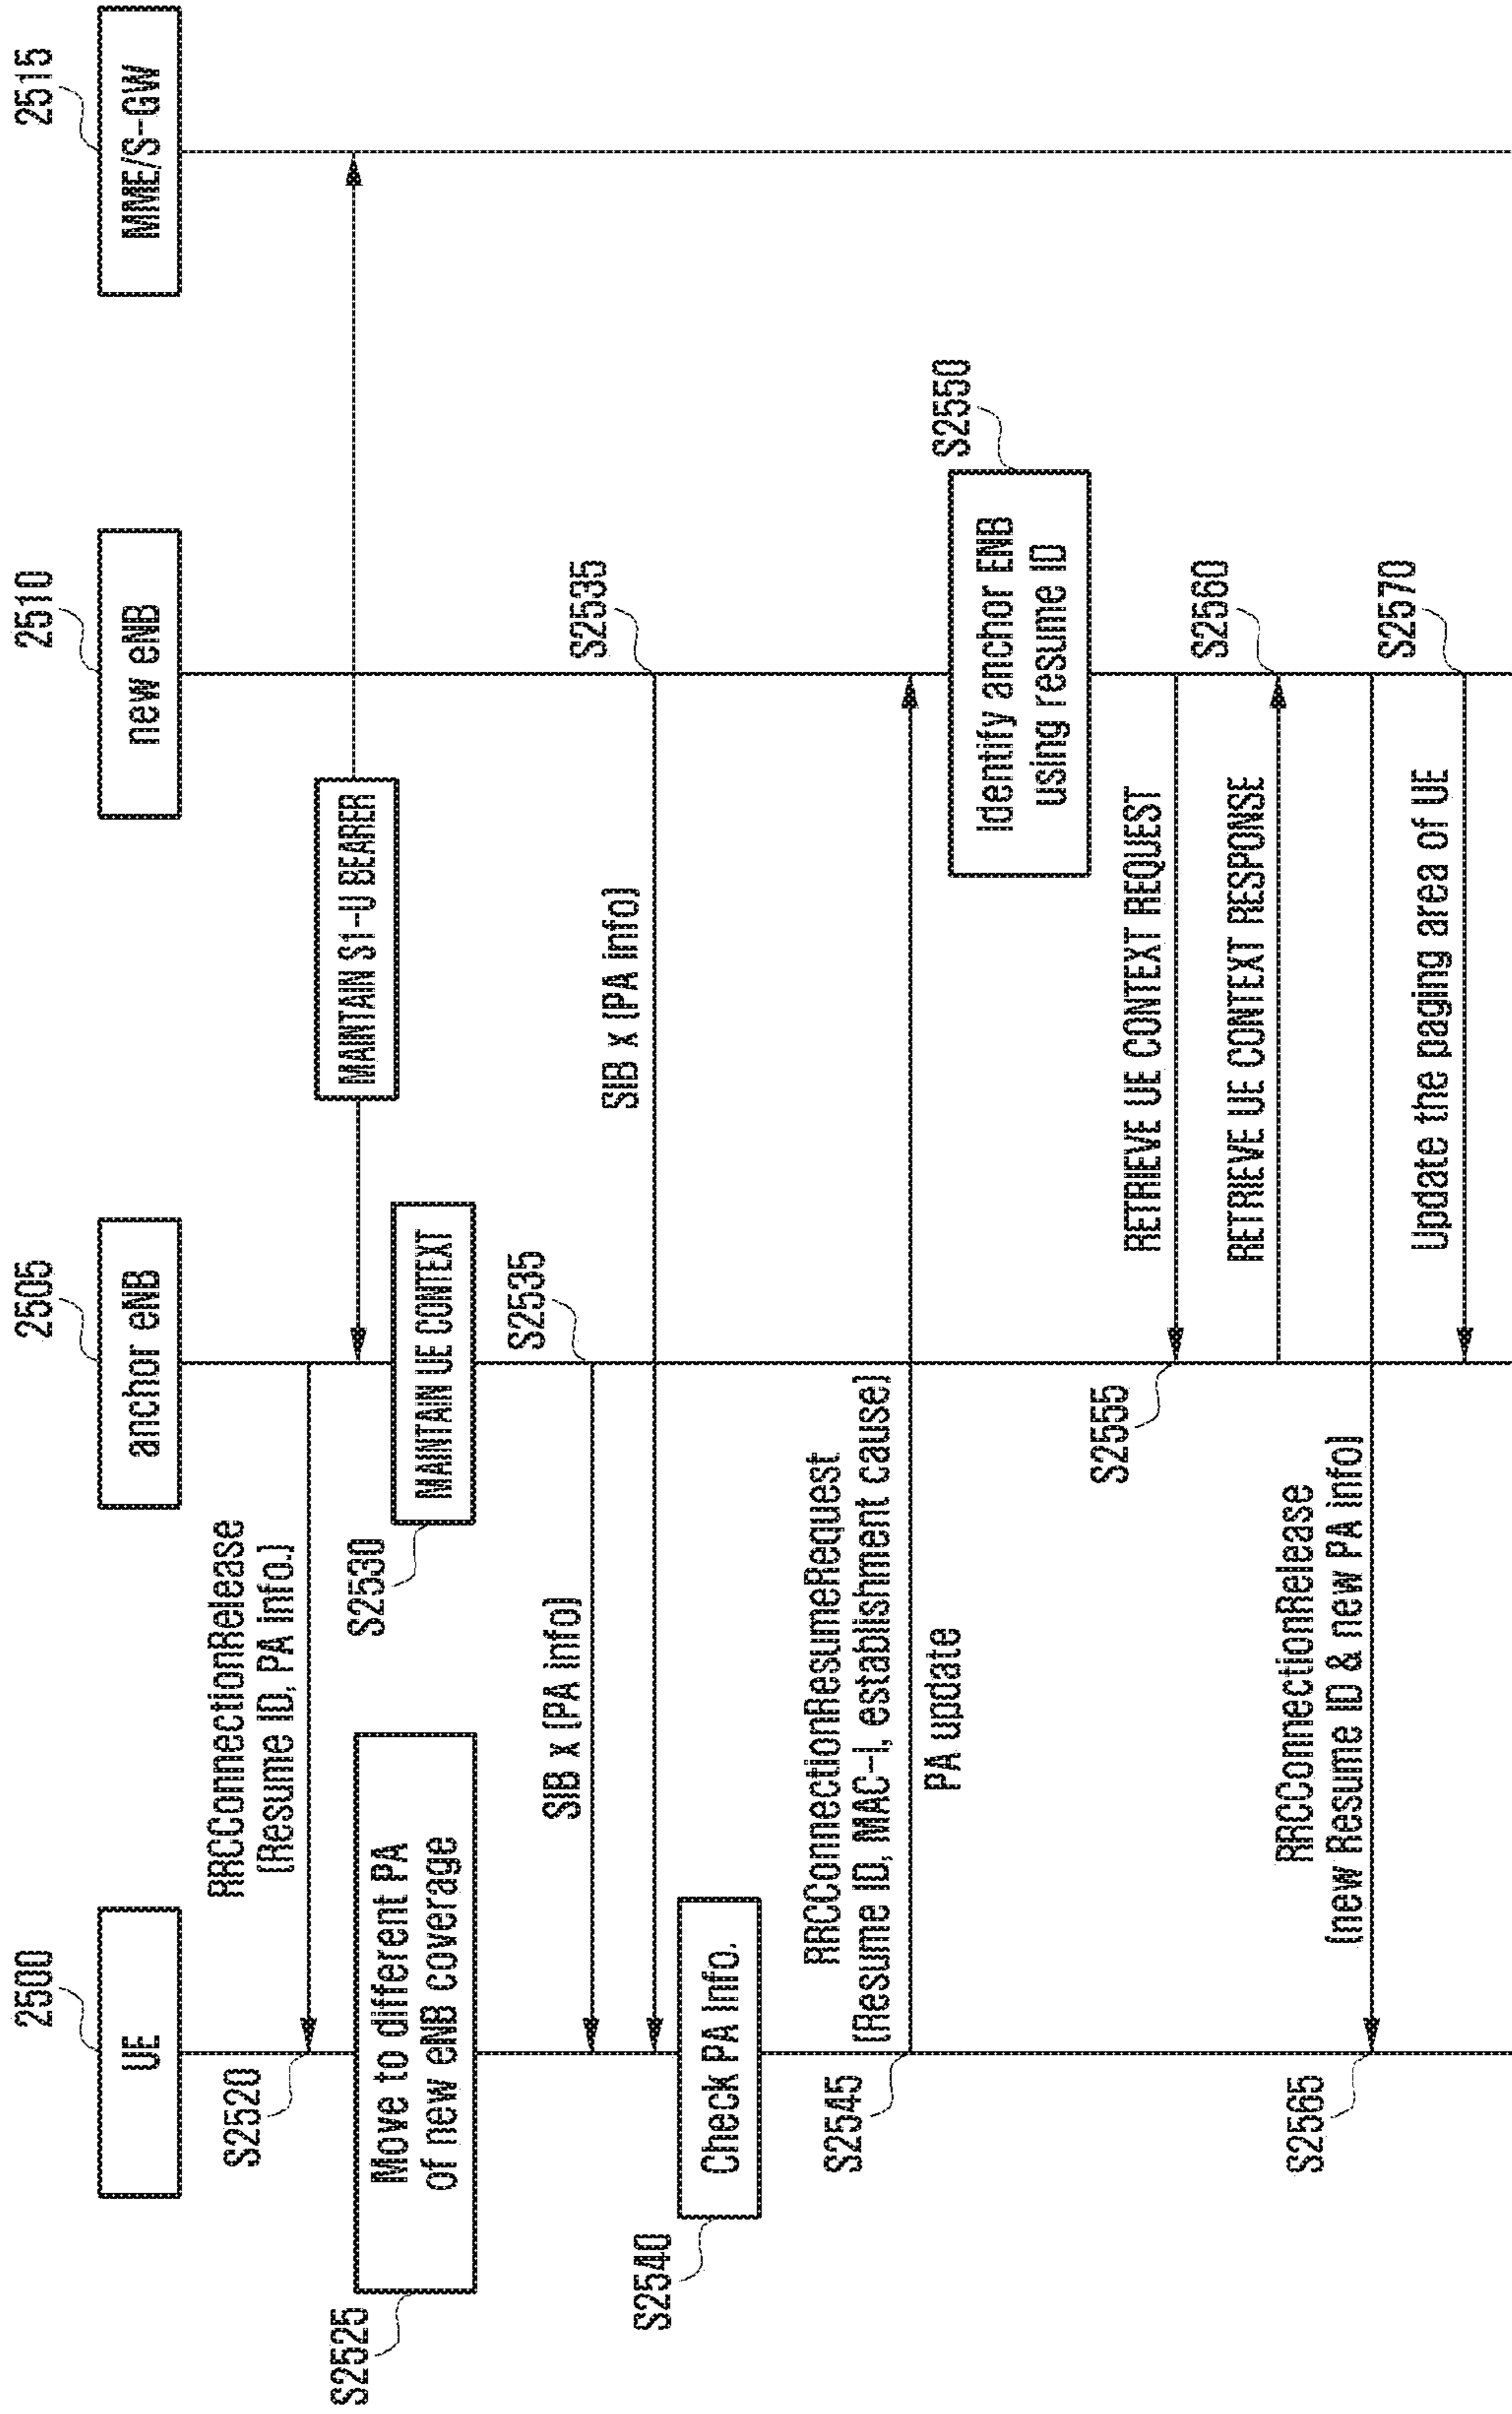 2500
2505
2510
2515
UE
anchor eNB
new eNB
MME/S-GW
S2520
RRCConnectionRelease
(Resume ID, PA info.)
MAINTAIN S1-U BEARER
S2525
Move to different PA
of new eNB coverage
S2530
MAINTAIN UE CONTEXT
S2535
SIB x (PA info)
S2535
SIB x (PA info)
S2540
Check PA Info.
S2545
RRCConnectionResumeRequest
(Resume ID, MAC-I, establishment cause)
PA update
S2550
Identify anchor ENB
using resume ID
S2555
RETRIEVE UE CONTEXT REQUEST
S2560
RETRIEVE UE CONTEXT RESPONSE
S2565
RRCConnectionRelease
(new Resume ID & new PA info)
S2570
Update the paging area of UE